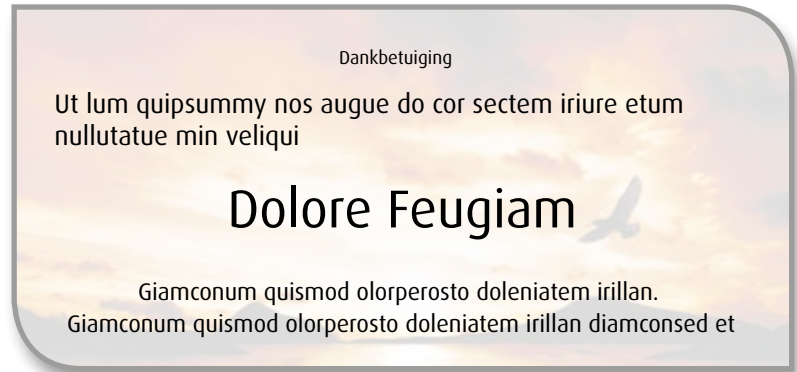 Dankbetuiging
Ut lum quipsummy nos augue do cor sectem iriure etum
nullutatue min veliqui
Dolore Feugiam
Giamconum quismod olorperosto doleniatem irillan.
Giamconum quismod olorperosto doleniatem irillan diamconsed et